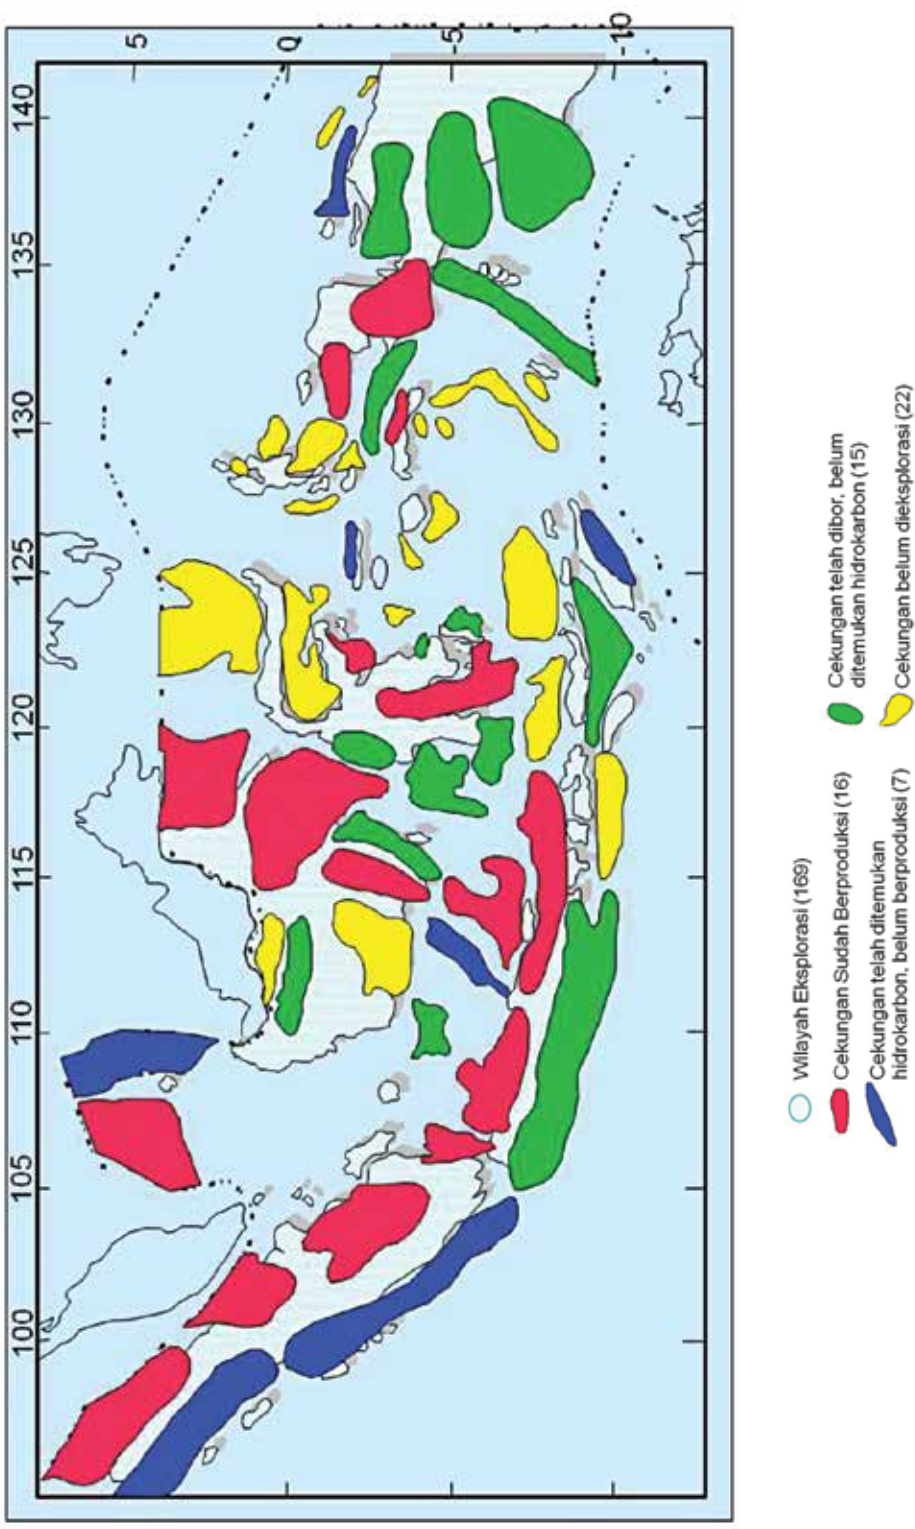 5
0
-5
-10
100
105
110
115
120
125
130
135
140
Wilayah Eksplorasi (169)
Cekungan Sudah Berproduksi (16)
Cekungan telah ditemukan
hidrokarbon, belum berproduksi (7)
Cekungan telah dibor, belum
ditemukan hidrokarbon (15)
Cekungan belum dieksplorasi (22)